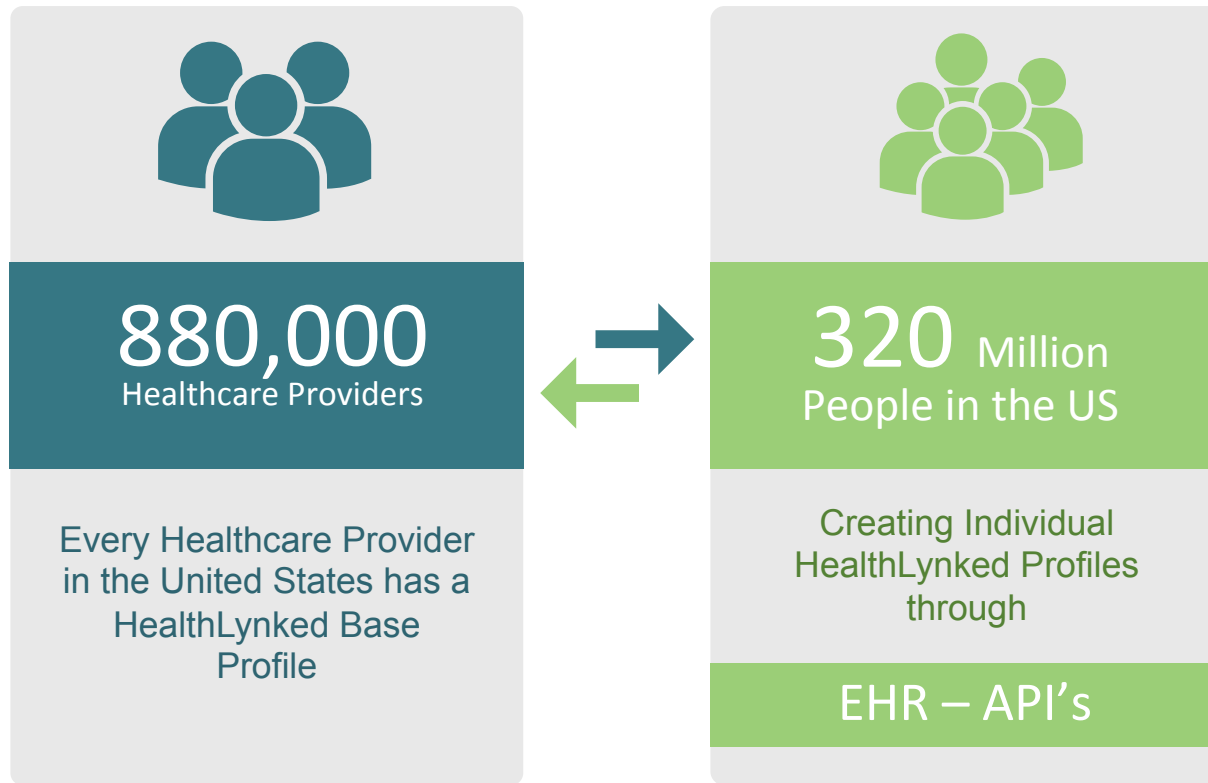 880,000
Healthcare Providers
Every Healthcare Provider
in the United States has a
HealthLynked Base
Profile
320 Million
People in the US
Creating Individual
HealthLynked Profiles
through
EHR – API’s